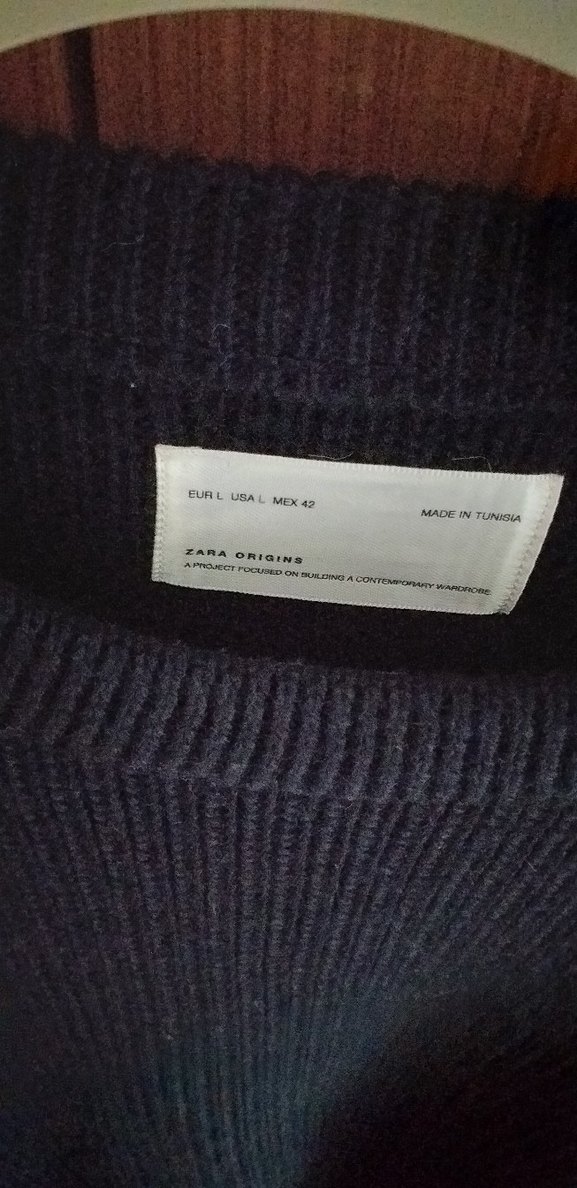 EUR L USA L MEX 42
MADE IN TUNISIA
ZARA ORIGINS
A PROJECT FOCUSED ON BUILDING A CONTEMPORARY WARDROBE.